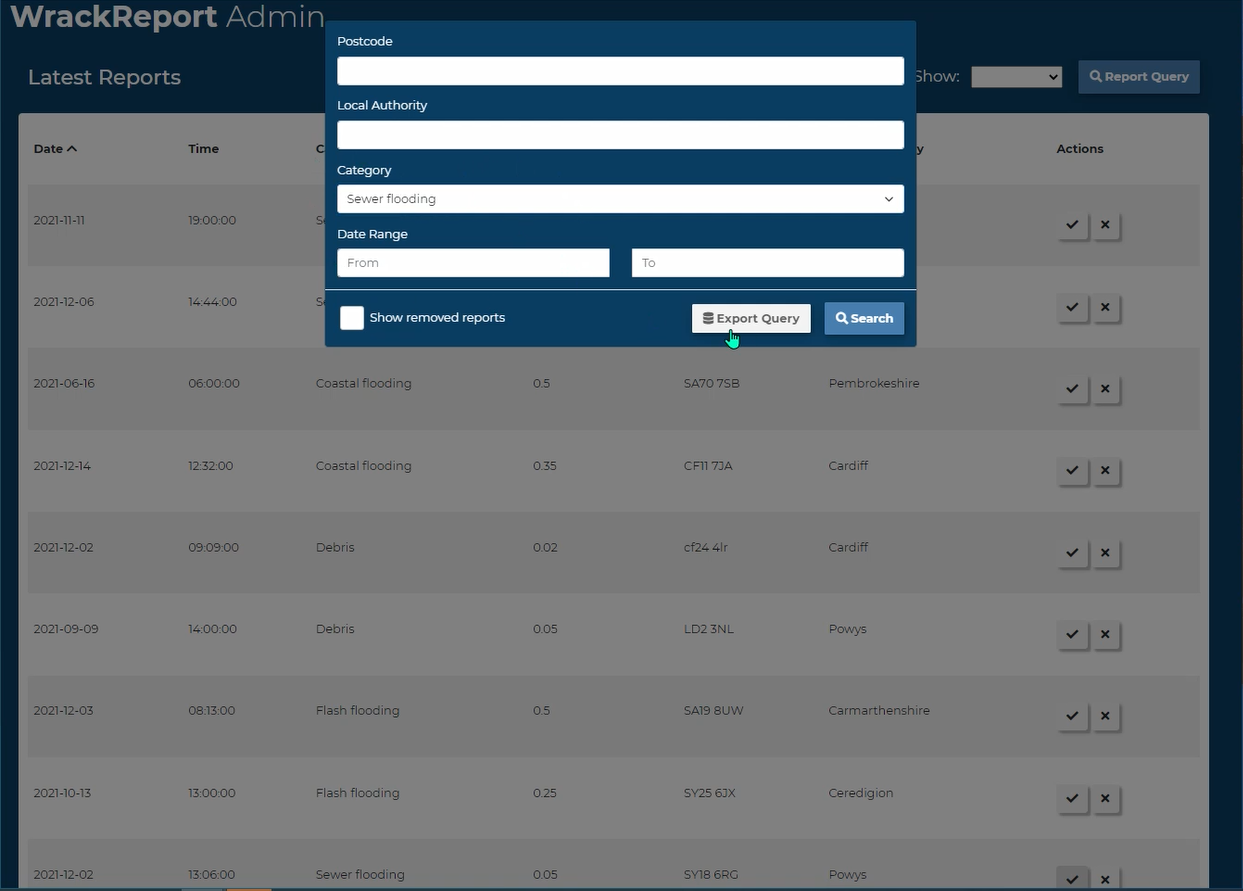 WrackReport Admin
Postcode
Latest Reports
Show:
Report Query
Local Authority
Date Time Actions
Category
Sewer flooding
2021-11-11 19:00:00
Date Range
From To
2021-12-06 14:44:00
Show removed reports Export Query Search
2021-06-16 06:00:00 Coastal flooding 0.5 SA70 7SB Pembrokeshire
2021-12-14 12:32:00 Coastal flooding 0.35 CF11 7JA Cardiff
2021-12-02 09:09:00 Debris 0.02 cf24 4lr Cardiff
2021-09-09 14:00:00 Debris 0.05 LD2 3NL Powys
2021-12-03 08:13:00 Flash flooding 0.5 SA19 8UW Carmarthenshire
2021-10-13 13:00:00 Flash flooding 0.25 SY25 6JX Ceredigion
2021-12-02 13:06:00 Sewer flooding 0.05 SY18 6RG Powys